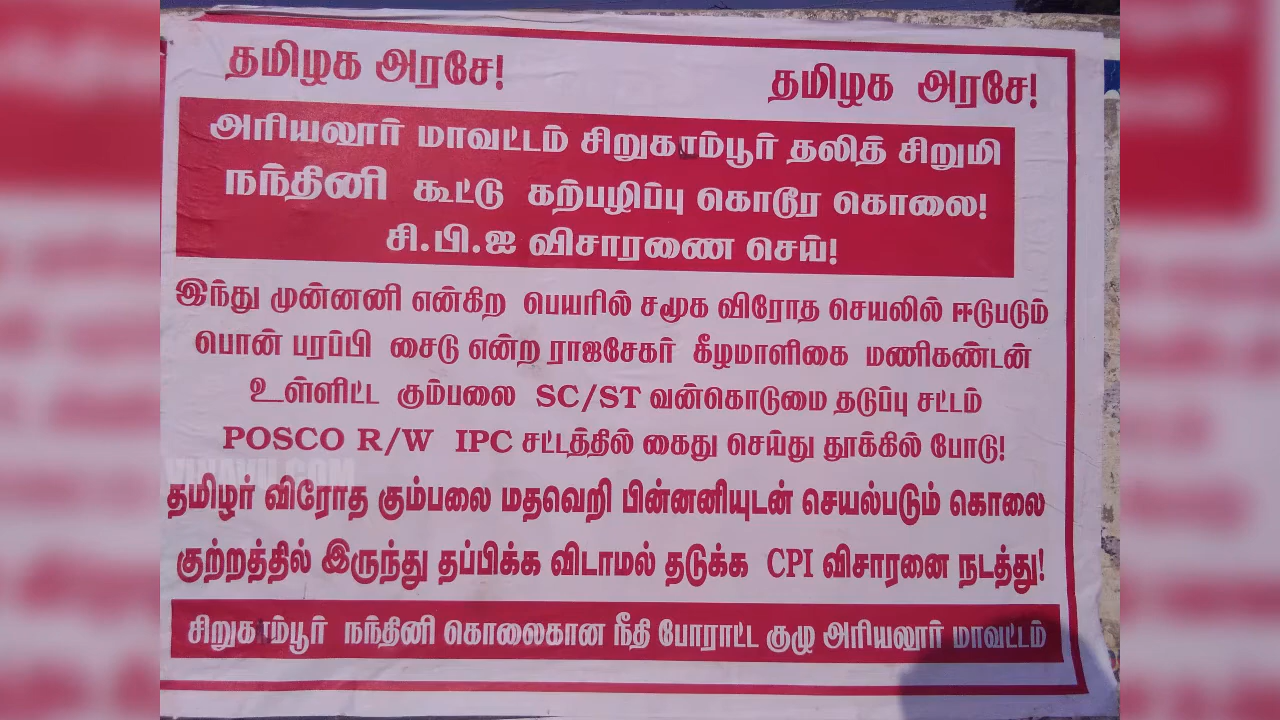 தமிழக அரசே! தமிழக அரசே!
அரியலூர் மாவட்டம் சிறுகாம்பூர் தலித் சிறுமி
நந்தினி கூட்டு கற்பழிப்பு கொடூர கொலை!
சி.பி.ஐ விசாரணை செய்!
இந்து முன்னனி என்கிற பெயரில் சமூக விரோத செயலில் ஈடுபடும்
பொன் பரப்பி சைடு என்ற ராஜசேகர் கீழமாளிகை மணிகண்டன்
உள்ளிட்ட கும்பலை SC/ST வன்கொடுமை தடுப்பு சட்டம்
POSCO R/W IPC சட்டத்தில் கைது செய்து தூக்கில் போடு!
VINAVU.COM
தமிழர் விரோத கும்பலை மதவெறி பின்னனியுடன் செயல்படும் கொலை
குற்றத்தில் இருந்து தப்பிக்க விடாமல் தடுக்க CPI விசாரனை நடத்து!
சிறுகாம்பூர் நந்தினி கொலைகான நீதி போராட்ட குழு அரியலூர் மாவட்டம்